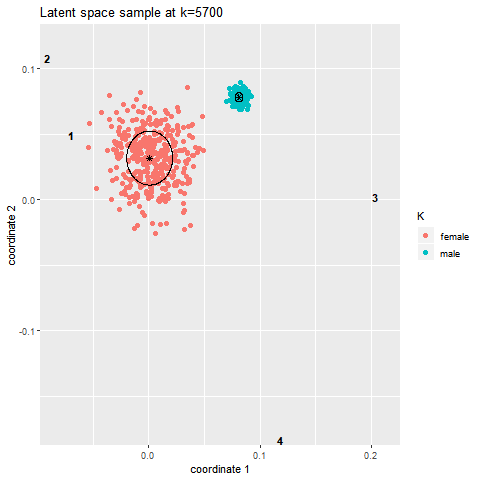 Latent space sample at k=5700
2
0.1
1
0.0
3
-0.1
4
0.0
0.1
0.2
coordinate 1
coordinate 2
K
female
male